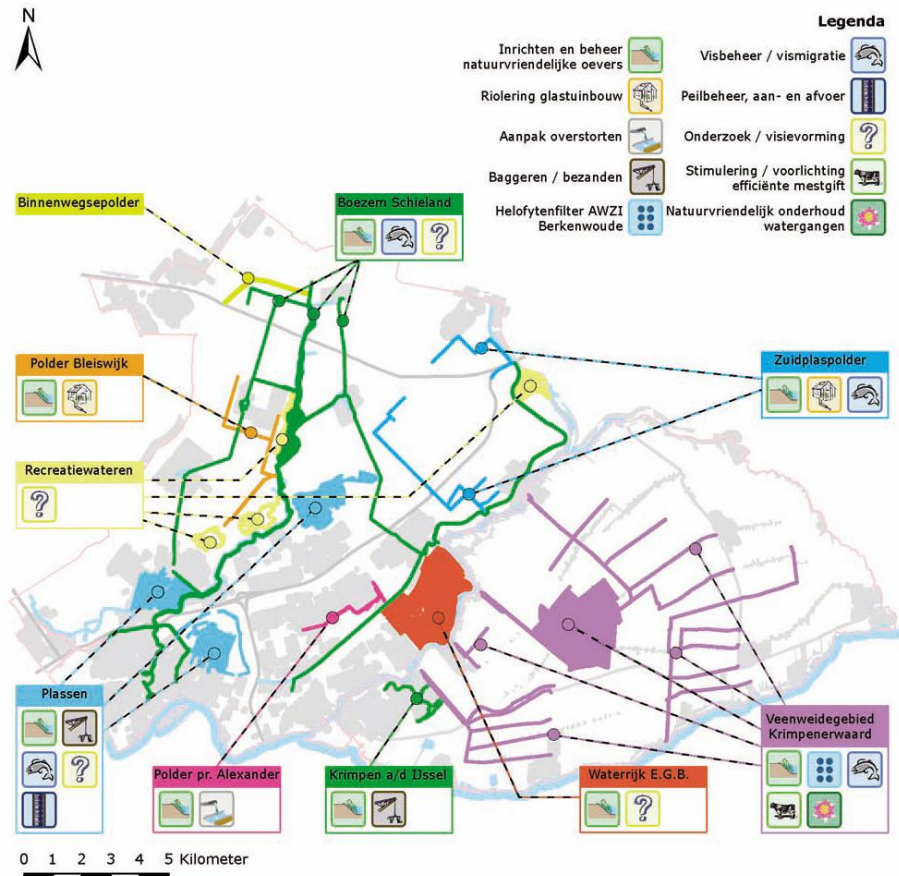 N
Legenda
Inrichten en beheer
natuurvriendelijke oevers
Visbeheer / vismigratie
Riolering glastuinbouw
Peilbeheer, aan- en afvoer
Aanpak overstorten
Onderzoek / visievorming
?
Baggeren / bezanden
Stimulering / voorlichting
efficiënte mestgift
Helofytenfilter AWZI
Berkenwoude
Natuurvriendelijk onderhoud
watergangen
Binnenwegsepolder
Boezem Schieland
?
Polder Bleiswijk
Zuidplaspolder
Recreatiewateren
?
Plassen
?
Veenweidegebied
Krimpenerwaard
Polder pr. Alexander
Krimpen a/d IJssel
Waterrijk E.G.B.
?
0 1 2 3 4 5 Kilometer